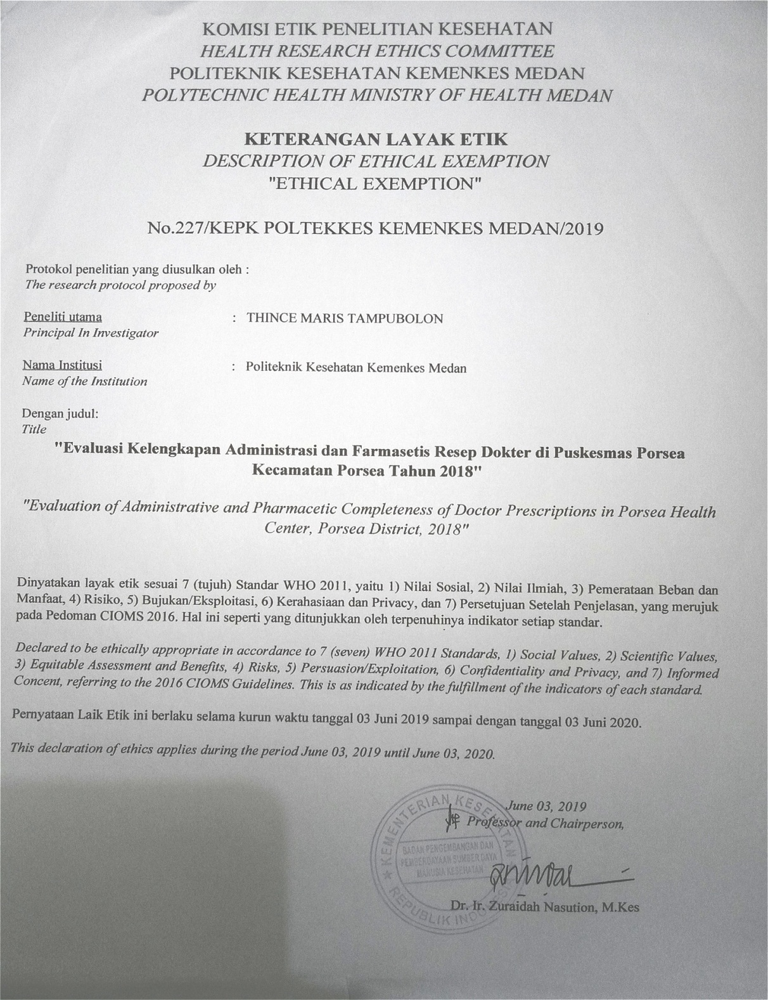 KOMISI ETIK PENELITIAN KESEHATAN
HEALTH RESEARCH ETHICS COMMITTEE
POLITEKNIK KESEHATAN KEMENKES MEDAN
POLYTECHNIC HEALTH MINISTRY OF HEALTH MEDAN
KETERANGAN LAYAK ETIK
DESCRIPTION OF ETHICAL EXEMPTION
"ETHICAL EXEMPTION"
No.227/KEPK POLTEKKES KEMENKES MEDAN/2019
Protokol penelitian yang diusulkan oleh :
The research protocol proposed by
Peneliti utama : THINCE MARIS TAMPUBOLON
Principal In Investigator
Nama Institusi : Politeknik Kesehatan Kemenkes Medan
Name of the Institution
Dengan judul:
Title
"Evaluasi Kelengkapan Administrasi dan Farmasetis Resep Dokter di Puskesmas Porsea
Kecamatan Porsea Tahun 2018"
"Evaluation of Administrative and Pharmacetic Completeness of Doctor Prescriptions in Porsea Health
Center, Porsea District, 2018"
Dinyatakan layak etik sesuai 7 (tujuh) Standar WHO 2011, yaitu 1) Nilai Sosial, 2) Nilai Ilmiah, 3) Pemerataan Beban dan
Manfaat, 4) Risiko, 5) Bujukan/Eksploitasi, 6) Kerahasiaan dan Privacy, dan 7) Persetujuan Setelah Penjelasan, yang merujuk
pada Pedoman CIOMS 2016. Hal ini seperti yang ditunjukkan oleh terpenuhinya indikator setiap standar.
Declared to be ethically appropriate in accordance to 7 (seven) WHO 2011 Standards, 1) Social Values, 2) Scientific Values,
3) Equitable Assessment and Benefits, 4) Risks, 5) Persuasion/Exploitation, 6) Confidentiality and Privacy, and 7) Informed
Concent, referring to the 2016 CIOMS Guidelines. This is as indicated by the fulfillment of the indicators of each standard.
Pernyataan Laik Etik ini berlaku selama kurun waktu tanggal 03 Juni 2019 sampai dengan tanggal 03 Juni 2020.
This declaration of ethics applies during the period June 03, 2019 until June 03, 2020.
June 03, 2019
Professor and Chairperson,
KEMENTERIAN KESEHATAN
BADAN PENGEMBANGAN DAN
PEMBERDAYAAN SUMBER DAYA
MANUSIA KESEHATAN
REPUBLIK INDONESIA
Dr. Ir. Zuraidah Nasution, M.Kes